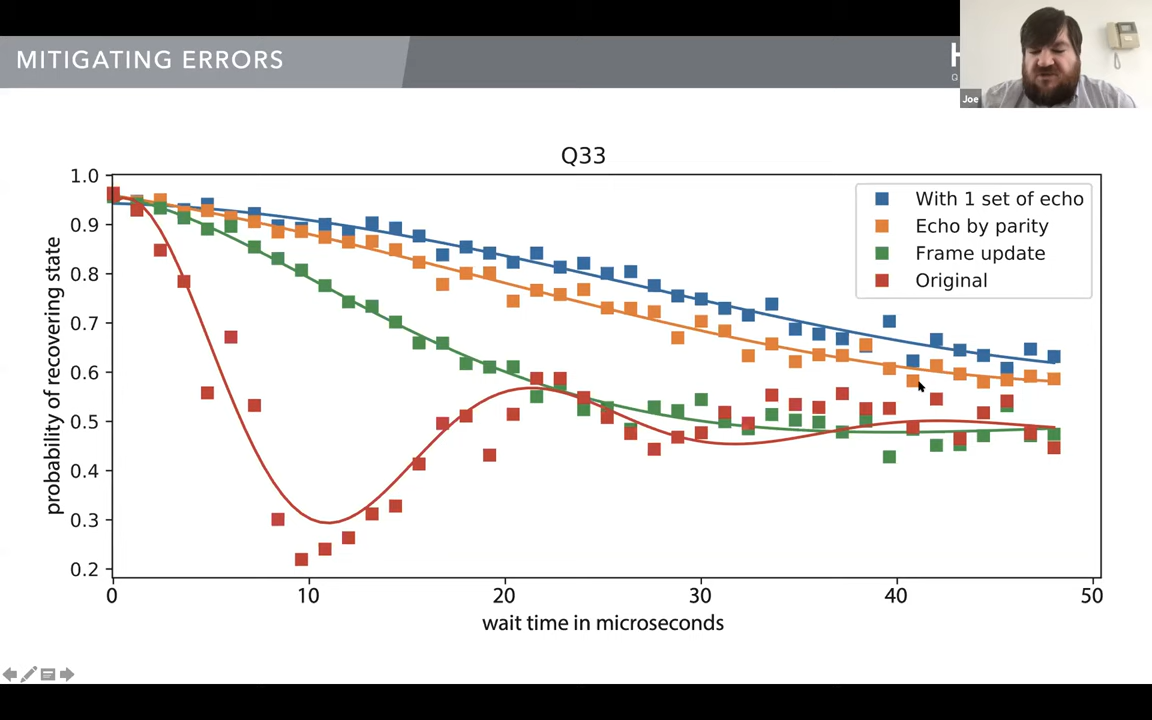 MITIGATING ERRORS
H
Q
Joe
Q33
1.0
0.9
0.8
0.7
0.6
0.5
0.4
0.3
0.2
probability of recovering state
With 1 set of echo
Echo by parity
Frame update
Original
0 10 20 30 40 50
wait time in microseconds